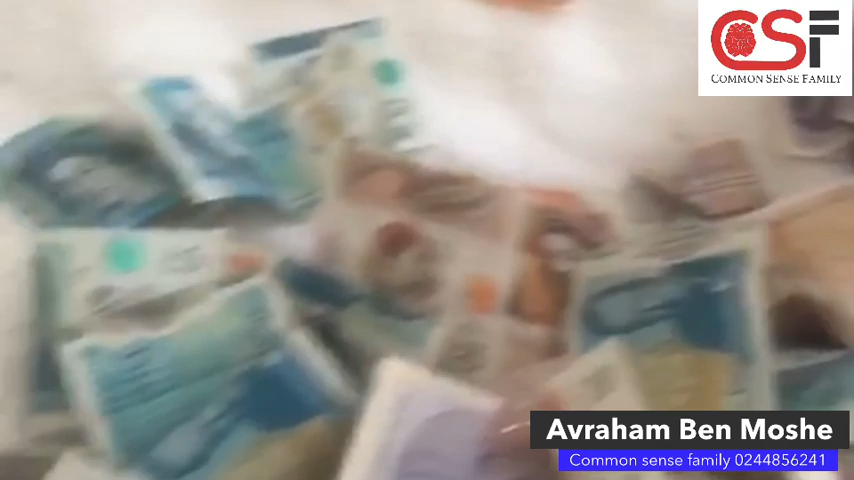 CSF
COMMON SENSE FAMILY
Avraham Ben Moshe
Common sense family 0244856241